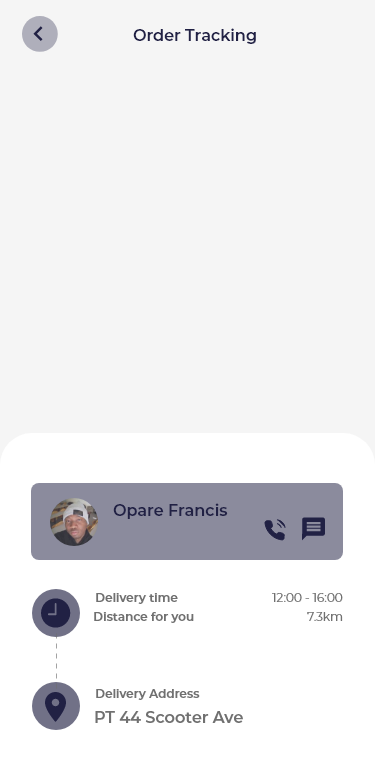 Order Tracking
Opare Francis
Delivery time 12:00 - 16:00
Distance for you 7.3km
Delivery Address
PT 44 Scooter Ave